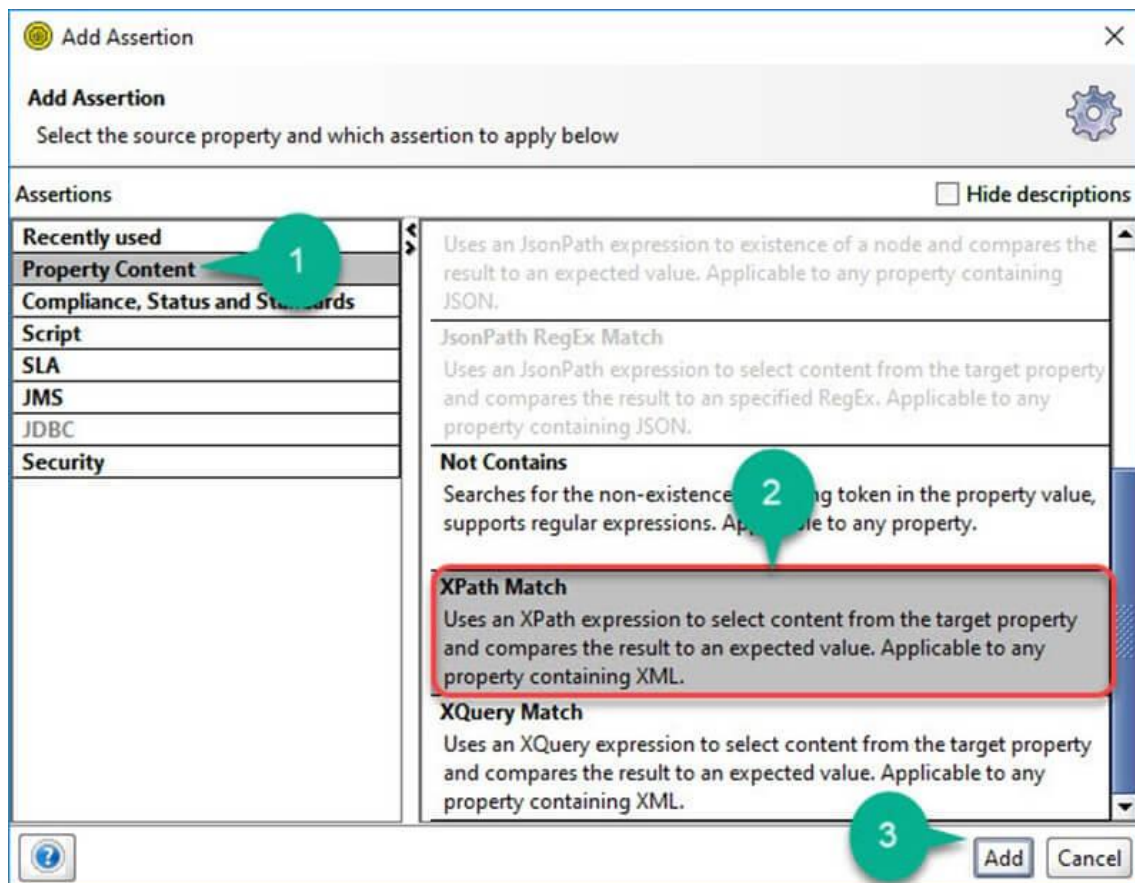 Add Assertion
Add Assertion
Select the source property and which assertion to apply below
Assertions
Hide descriptions
Recently used
Property Content
Compliance, Status and
Script
SLA
JMS
JDBC
Security
1
Uses an JsonPath expression to existence of a node and compares the
result to an expected value. Applicable to any property containing
JSON.
JsonPath RegEx Match
Uses an JsonPath expression to select content from the target property
and compares the result to an specified RegEx. Applicable to any
property containing JSON.
Not Contains
Searches for the non-existence token in the property value,
supports regular expressions. to any property.
2
XPath Match
Uses an XPath expression to select content from the target property
and compares the result to an expected value. Applicable to any
property containing XML.
XQuery Match
Uses an XQuery expression to select content from the target property
and compares the result to an expected value. Applicable to any
property containing XML.
3
Add
Cancel